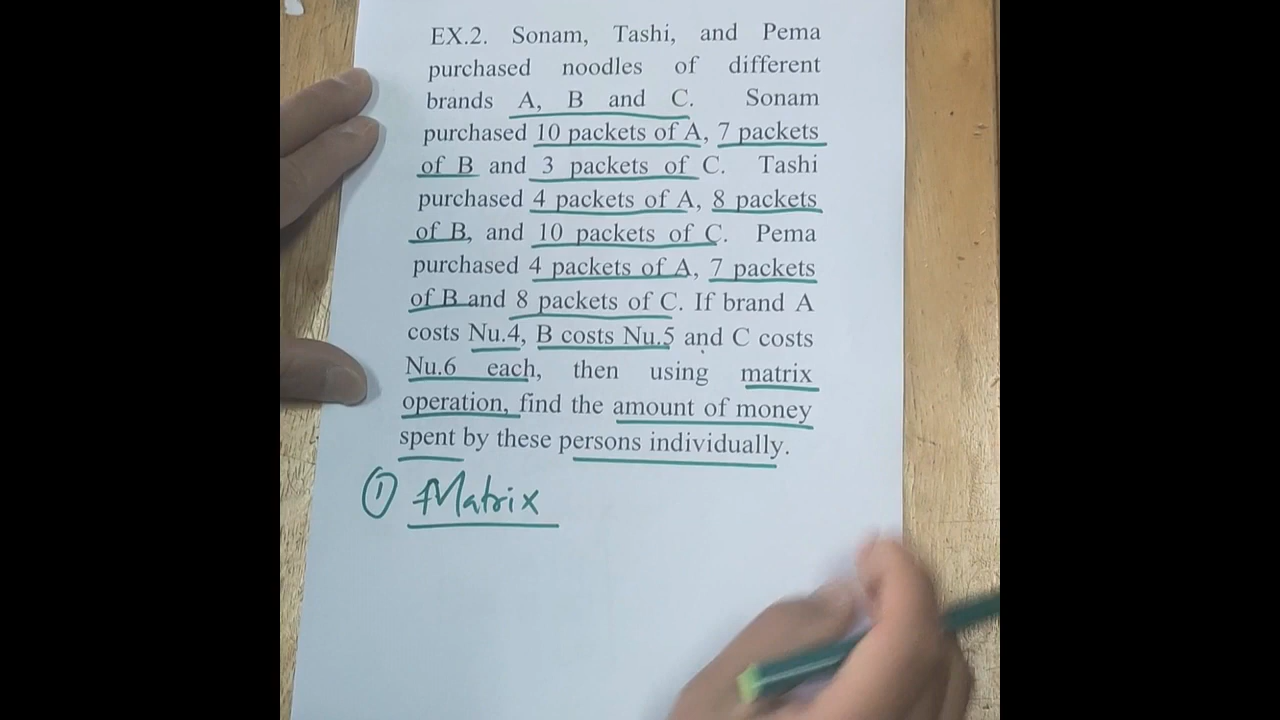 EX.2. Sonam, Tashi, and Pema
purchased noodles of different
brands A, B and C. Sonam
purchased 10 packets of A, 7 packets
of B and 3 packets of C. Tashi
purchased 4 packets of A, 8 packets
of B, and 10 packets of C. Pema
purchased 4 packets of A, 7 packets
of B and 8 packets of C. If brand A
costs Nu.4, B costs Nu.5 and C costs
Nu.6 each, then using matrix
operation, find the amount of money
spent by these persons individually.
① Matrix